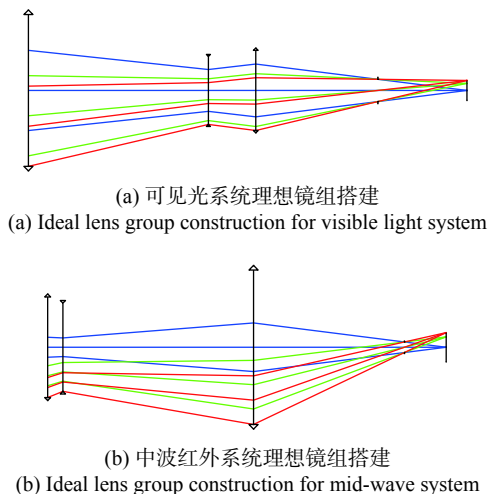 (a) 可见光系统理想镜组搭建
(a) Ideal lens group construction for visible light system
(b) 中波红外系统理想镜组搭建
(b) Ideal lens group construction for mid-wave system